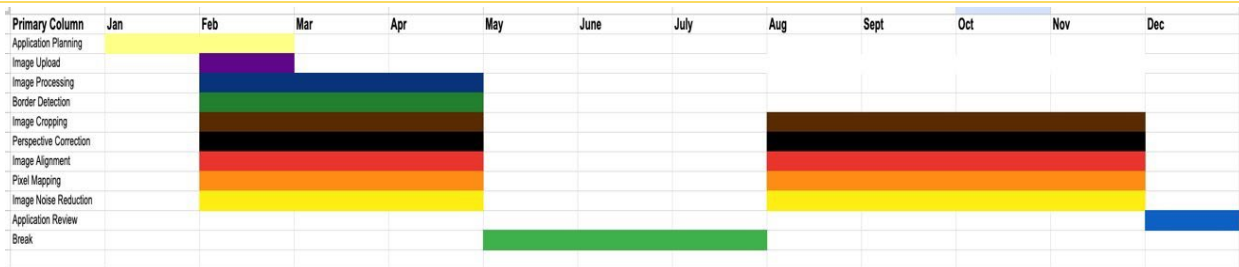 Primary Column Jan Feb Mar Apr May June July Aug Sept Oct Nov Dec
Application Planning
Image Upload
Image Processing
Border Detection
Image Cropping
Perspective Correction
Image Alignment
Pixel Mapping
Image Noise Reduction
Application Review
Break